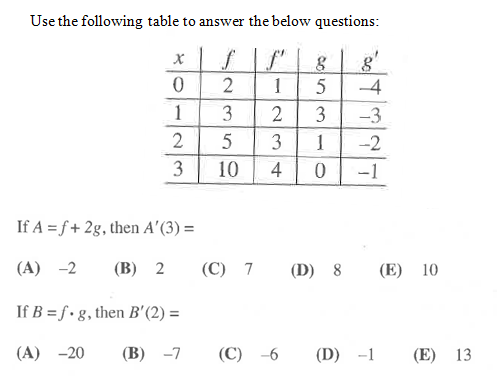 Use the following table to answer the below questions:
x f f' g g'
0 2 1 5 -4
1 3 2 3 -3
2 5 3 1 -2
3 10 4 0 -1
If A = f + 2g, then A'(3) =
(A) -2 (B) 2 (C) 7 (D) 8 (E) 10
If B = f · g, then B'(2) =
(A) -20 (B) -7 (C) -6 (D) -1 (E) 13